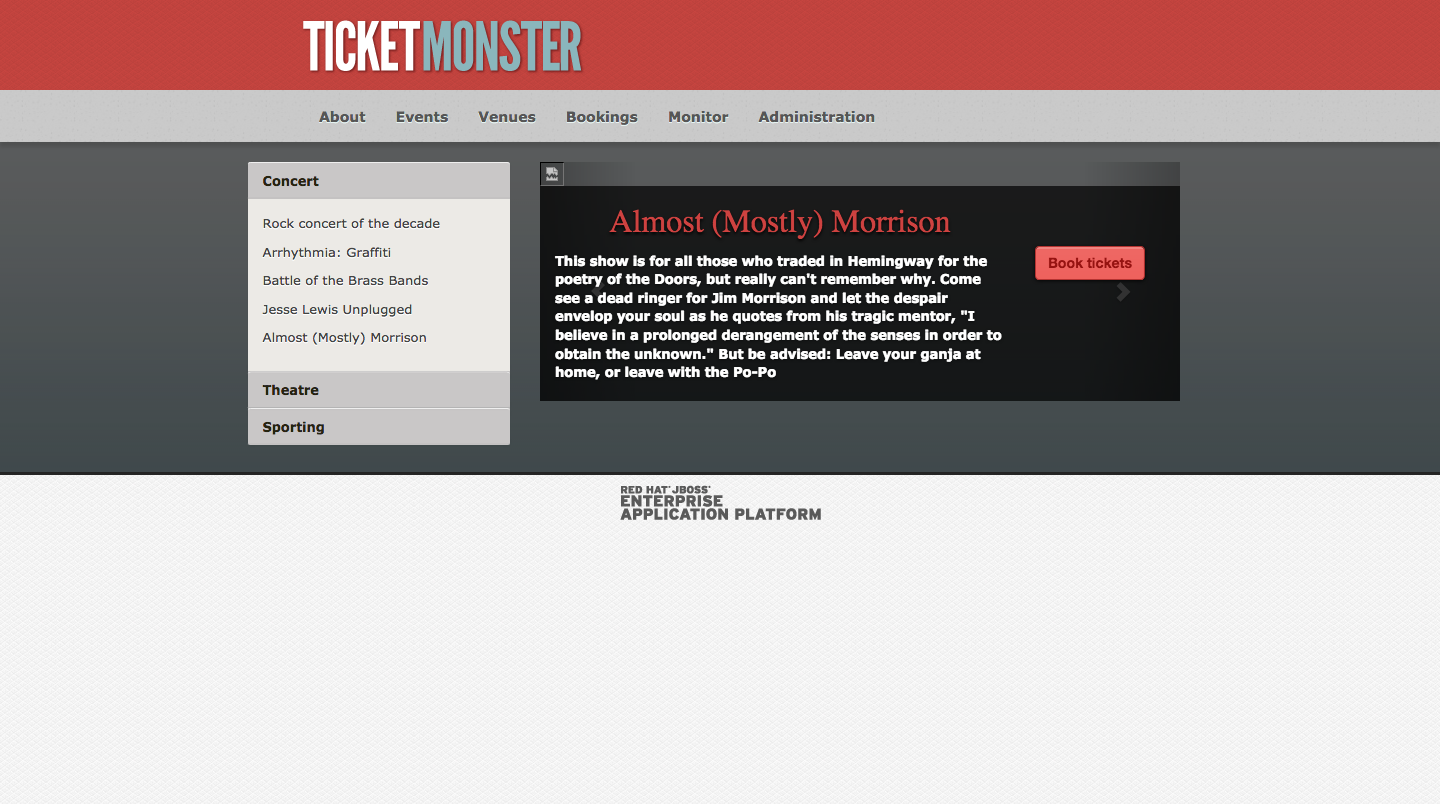 TICKETMONSTER
About Events Venues Bookings Monitor Administration
Concert
Rock concert of the decade
Arrhythmia: Graffiti
Battle of the Brass Bands
Jesse Lewis Unplugged
Almost (Mostly) Morrison
Theatre
Sporting
Almost (Mostly) Morrison
This show is for all those who traded in Hemingway for the
poetry of the Doors, but really can't remember why. Come
see a dead ringer for Jim Morrison and let the despair
envelop your soul as he quotes from his tragic mentor, "I
believe in a prolonged derangement of the senses in order to
obtain the unknown." But be advised: Leave your ganja at
home, or leave with the Po-Po
Book tickets
RED HAT® JBOSS®
ENTERPRISE
APPLICATION PLATFORM